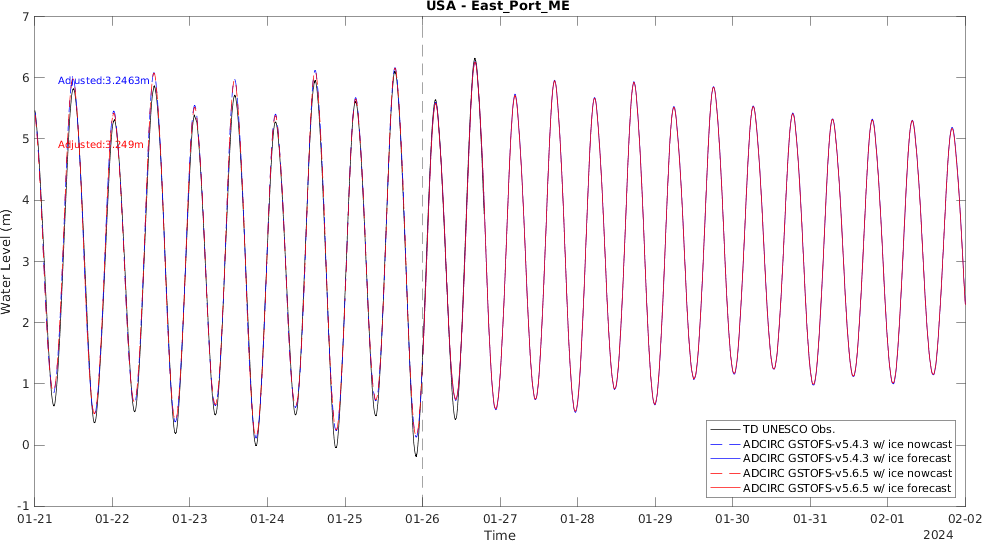 USA - East_Port_ME
7
6
5
4
3
2
1
0
-1
Water Level (m)
Adjusted:3.2463m
Adjusted:3.249m
TD UNESCO Obs.
ADCIRC GSTOFS-v5.4.3 w/ ice nowcast
ADCIRC GSTOFS-v5.4.3 w/ ice forecast
ADCIRC GSTOFS-v5.6.5 w/ ice nowcast
ADCIRC GSTOFS-v5.6.5 w/ ice forecast
01-21 01-22 01-23 01-24 01-25 01-26 01-27 01-28 01-29 01-30 01-31 02-01 02-02
Time
2024